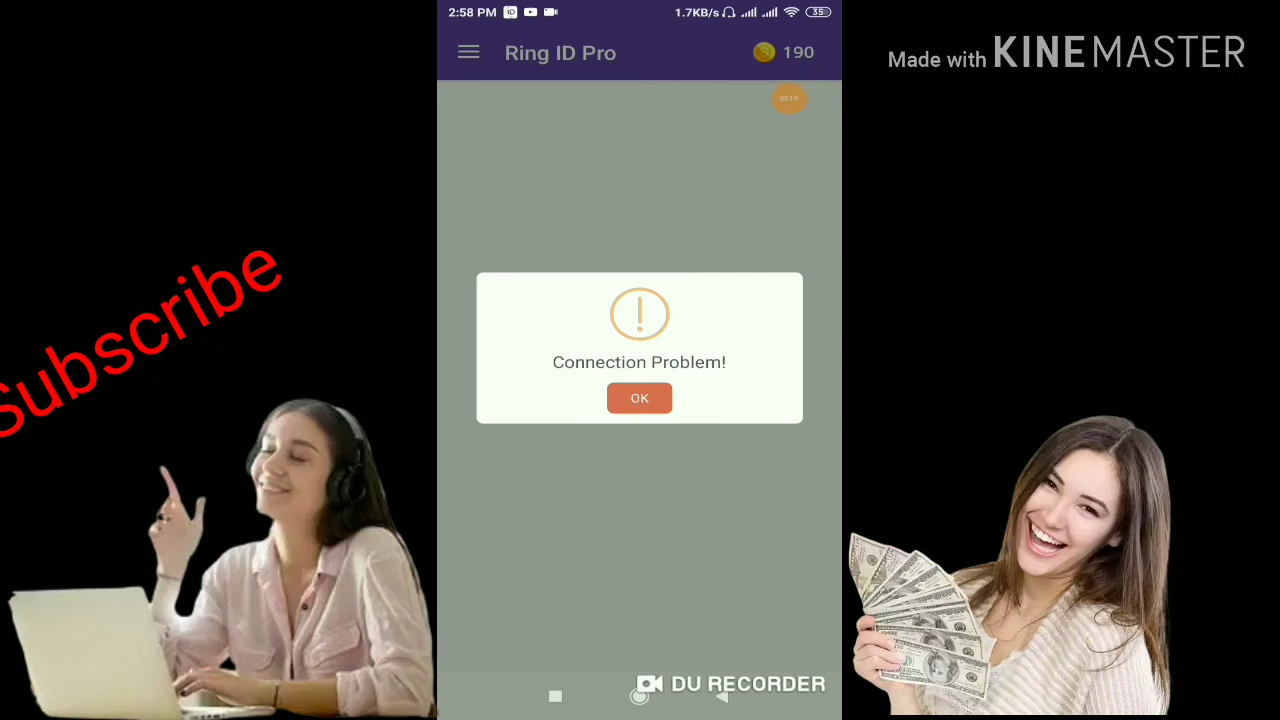 2:58 PM
1.7KB/s
35
Ring ID Pro
190
Made with KINEMASTER
Subscribe
Connection Problem!
OK
DU RECORDER